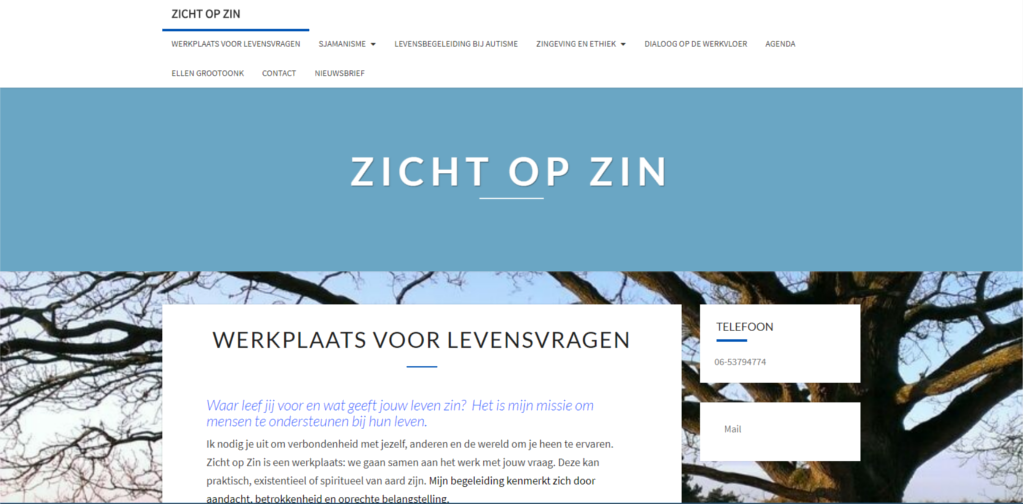 ZICHT OP ZIN
WERKPLAATS VOOR LEVENSVRAGEN SJAMANISME LEVENSBEGELEIDING BIJ AUTISME ZINGEVING EN ETHIEK DIALOOG OP DE WERKVLOER AGENDA
ELLEN GROOTOONK CONTACT NIEUWSBRIEF
ZICHT OP ZIN
WERKPLAATS VOOR LEVENSVRAGEN
Waar leef jij voor en wat geeft jouw leven zin? Het is mijn missie om
mensen te ondersteunen bij hun leven.
Ik nodig je uit om verbondenheid met jezelf, anderen en de wereld om je heen te ervaren.
Zicht op Zin is een werkplaats: we gaan samen aan het werk met jouw vraag. Deze kan
praktisch, existentieel of spiritueel van aard zijn. Mijn begeleiding kenmerkt zich door
aandacht, betrokkenheid en oprechte belangstelling.
TELEFOON
06-53794774
Mail